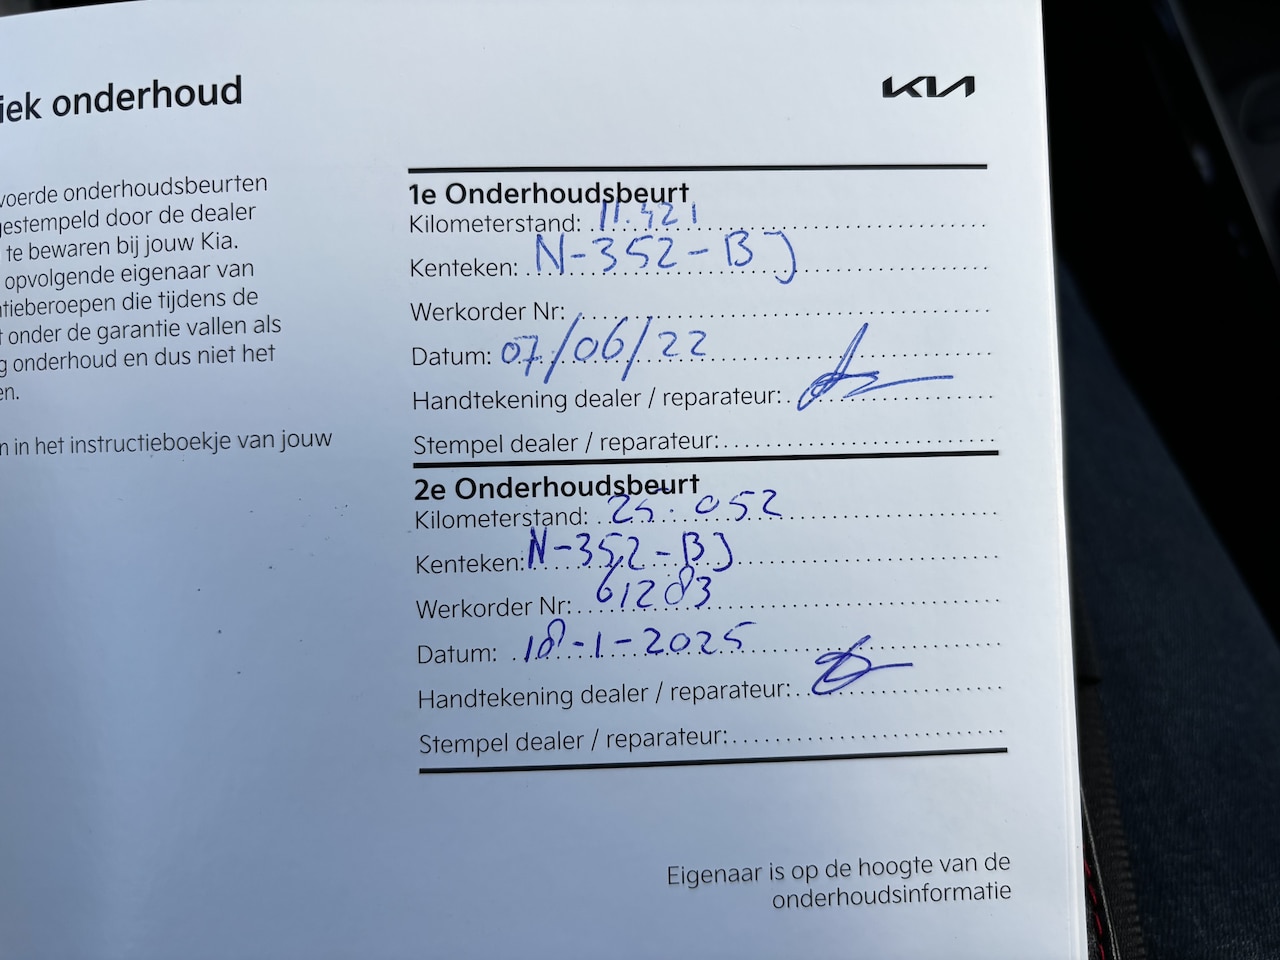 iek onderhoud
KIA
voerde onderhoudsbeurten
gestempeld door de dealer
te bewaren bij jouw Kia.
opvolgende eigenaar van
ntieberoepen die tijdens de
t onder de garantie vallen als
g onderhoud en dus niet het
en.
n in het instructieboekje van jouw
1e Onderhoudsbeurt
Kilometerstand: 11.421
Kenteken: N-352-BJ
Werkorder Nr:
Datum: 07/06/22
Handtekening dealer / reparateur:
Stempel dealer / reparateur:
2e Onderhoudsbeurt
Kilometerstand: 25.052
Kenteken: N-352-BJ
Werkorder Nr: 61283
Datum: 18-1-2025
Handtekening dealer / reparateur:
Stempel dealer / reparateur:
Eigenaar is op de hoogte van de
onderhoudsinformatie